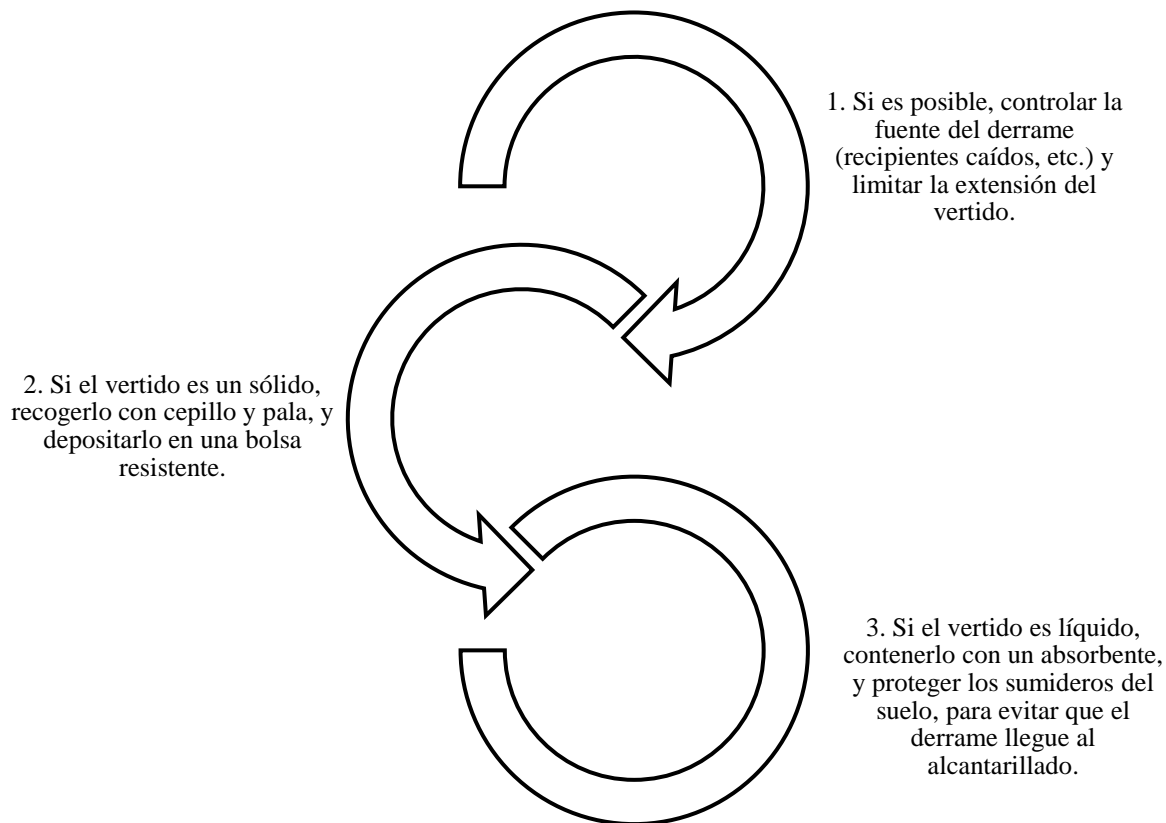 1. Si es posible, controlar la
fuente del derrame
(recipientes caídos, etc.) y
limitar la extensión del
vertido.
2. Si el vertido es un sólido,
recogerlo con cepillo y pala, y
depositarlo en una bolsa
resistente.
3. Si el vertido es líquido,
contenerlo con un absorbente,
y proteger los sumideros del
suelo, para evitar que el
derrame llegue al
alcantarillado.